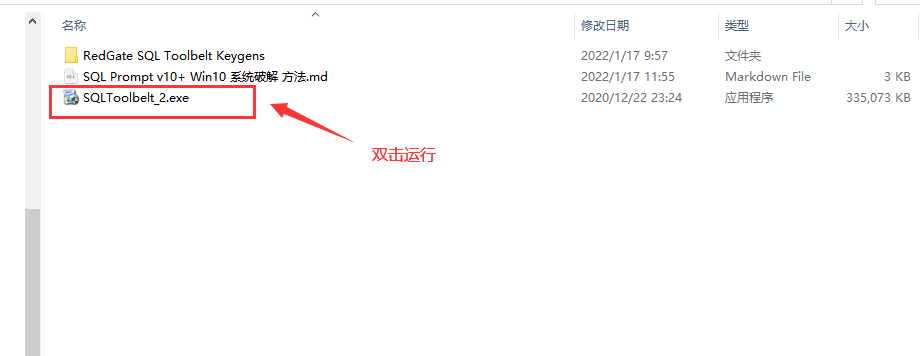 名称 修改日期 类型 大小
RedGate SQL Toolbelt Keygens 2022/1/17 9:57 文件夹
SQL Prompt v10+ Win10 系统破解 方法.md 2022/1/17 11:55 Markdown File 3 KB
SQLToolbelt_2.exe 2020/12/22 23:24 应用程序 335,073 KB
双击运行